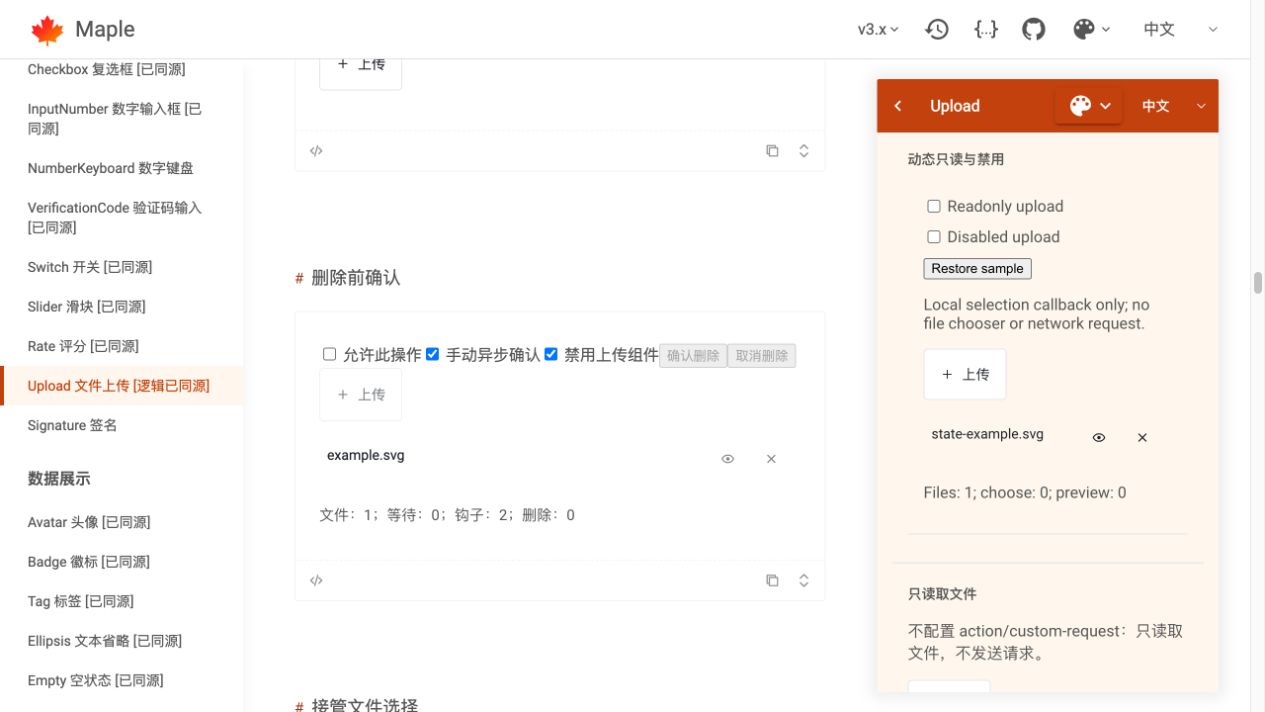 Maple
v3.x
{...}
中文
Checkbox 复选框 [已同源]
InputNumber 数字输入框 [已
同源]
NumberKeyboard 数字键盘
VerificationCode 验证码输入
[已同源]
Switch 开关 [已同源]
Slider 滑块 [已同源]
Rate 评分 [已同源]
Upload 文件上传 [逻辑已同源]
Signature 签名
数据展示
Avatar 头像 [已同源]
Badge 徽标 [已同源]
Tag 标签 [已同源]
Ellipsis 文本省略 [已同源]
Empty 空状态 [已同源]
+ 上传
# 删除前确认
允许此操作 手动异步确认 禁用上传组件 确认删除 取消删除
+ 上传
example.svg
文件：1；等待：0；钩子：2；删除：0
# 接管文件选择
Upload
中文
动态只读与禁用
Readonly upload
Disabled upload
Restore sample
Local selection callback only; no
file chooser or network request.
+ 上传
state-example.svg
Files: 1; choose: 0; preview: 0
只读取文件
不配置 action/custom-request：只读取
文件，不发送请求。